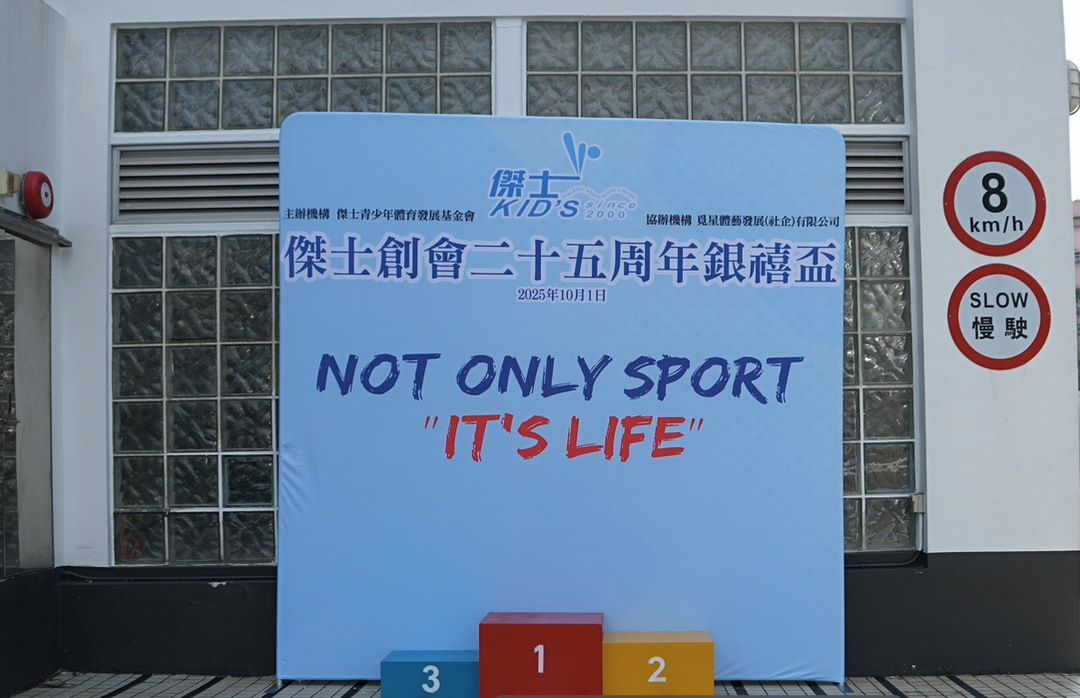 傑士
KID'S since 2000
主辦機構 傑士青少年體育發展基金會
協辦機構 覓星體藝發展(社企)有限公司
傑士創會二十五周年銀禧盃
2025年10月1日
NOT ONLY SPORT
"IT'S LIFE"
8
km/h
SLOW
慢駛
3
1
2